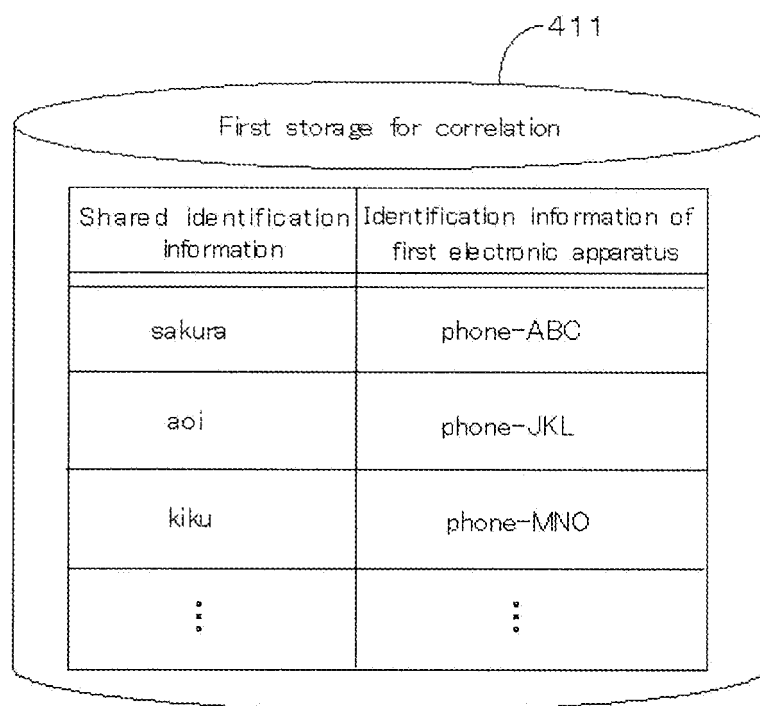 411
First storage for correlation
Shared identification information
Identification information of first electronic apparatus
sakura
phone-ABC
aoi
phone-JKL
kiku
phone-MNO